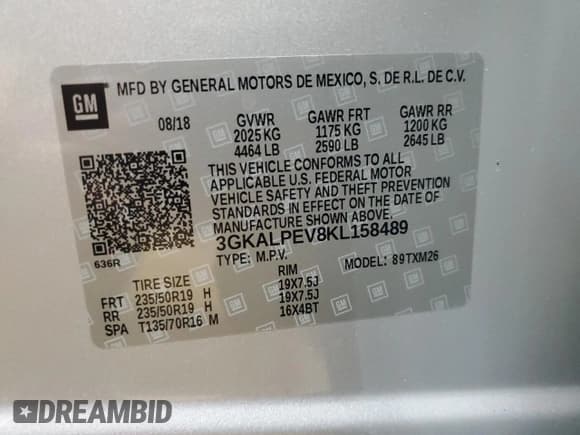 GM
MFD BY GENERAL MOTORS DE MEXICO, S. DE R.L. DE C.V.
08/18 GVWR GAWR FRT GAWR RR
2025 KG 1175 KG 1200 KG
4464 LB 2590 LB 2645 LB
THIS VEHICLE CONFORMS TO ALL
APPLICABLE U.S. FEDERAL MOTOR
VEHICLE SAFETY AND THEFT PREVENTION
STANDARDS IN EFFECT ON THE DATE OF
MANUFACTURE SHOWN ABOVE.
3GKALPEV8KL158489
636R
TYPE: M.P.V. MODEL: 89TXM26
TIRE SIZE RIM
FRT 235/50R19 H 19X7.5J
RR 235/50R19 H 19X7.5J
SPA T135/70R16 M 16X4BT
DREAMBID